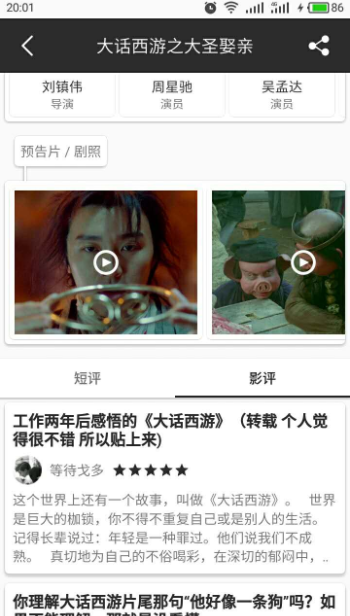 20:01
86
大话西游之大圣娶亲
刘镇伟
周星驰
吴孟达
导演
演员
演员
预告片 / 剧照
短评
影评
工作两年后感悟的《大话西游》（转载 个人觉
得很不错 所以贴上来)
等待戈多
这个世界上还有一个故事，叫做《大话西游》。 世界
是巨大的枷锁，你不得不重复自己或是别人的生活。
记得长辈说过：年轻是一种罪过。他们说我们不成
熟。 真切地为自己的不俗喝彩，在深切的郁闷中，..
你理解大话西游片尾那句“他好像一条狗”吗？如